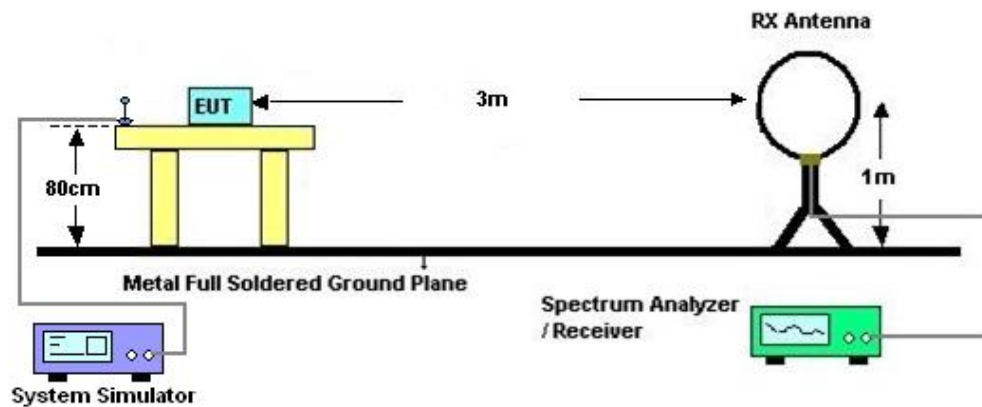 RX Antenna
EUT
3m
80cm
1m
Metal Full Soldered Ground Plane
Spectrum Analyzer
/ Receiver
System Simulator